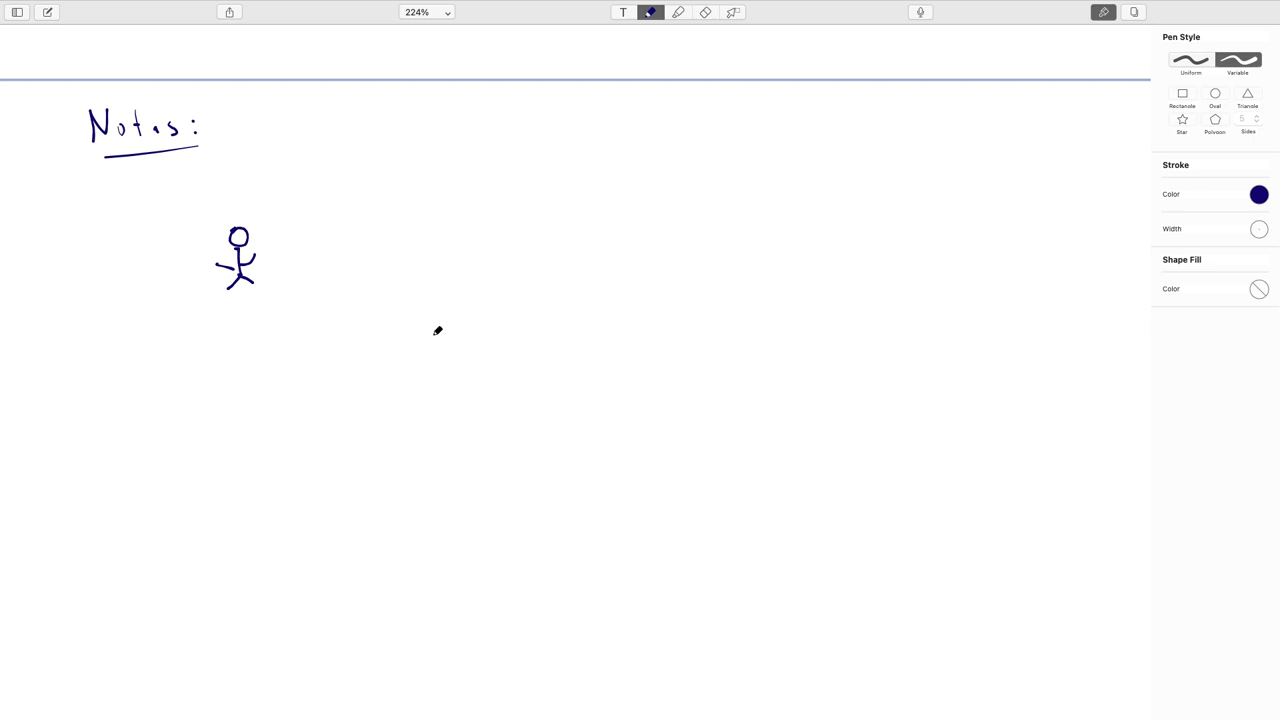 224%
T
Pen Style
Uniform Variable
Rectangle Oval Triangle
5
Star Polygon Sides
Stroke
Color
Width
Shape Fill
Color
Notes: